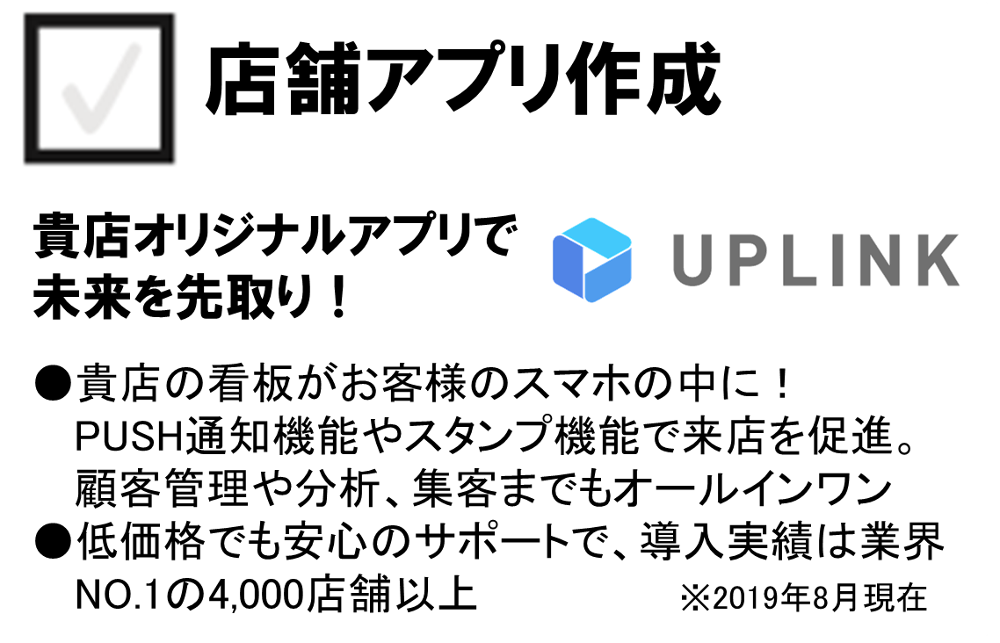 店舗アプリ作成
貴店オリジナルアプリで
未来を先取り！
UPLINK
●貴店の看板がお客様のスマホの中に！
PUSH通知機能やスタンプ機能で来店を促進。
顧客管理や分析、集客までもオールインワン
●低価格でも安心のサポートで、導入実績は業界
NO.1の4,000店舗以上
※2019年8月現在